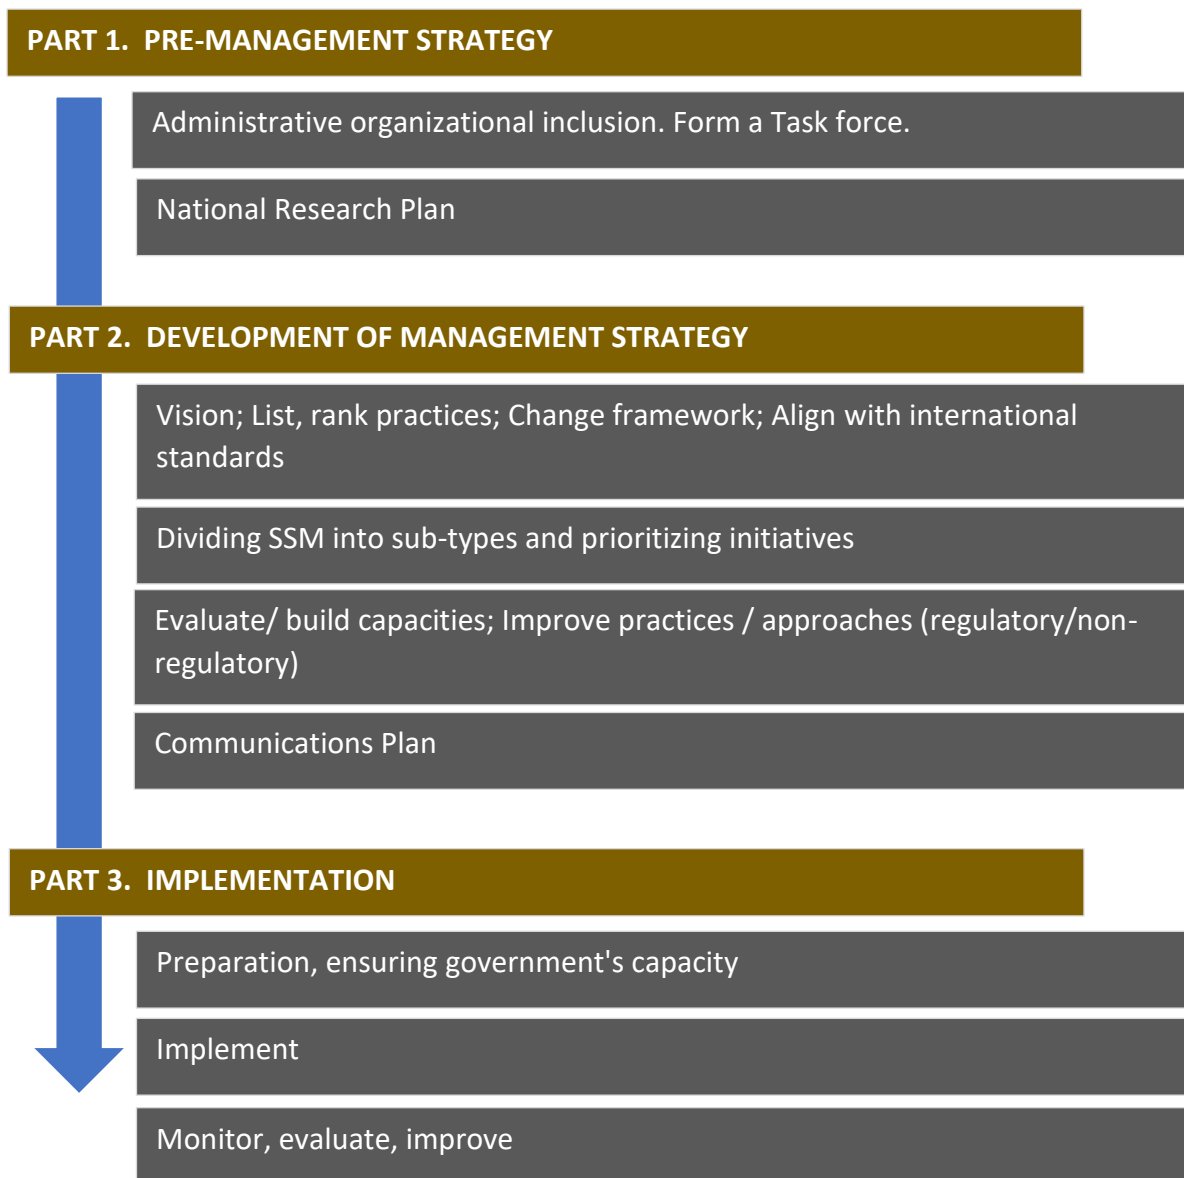 PART 1.  PRE-MANAGEMENT STRATEGY
Administrative organizational inclusion. Form a Task force.
National Research Plan
PART 2.  DEVELOPMENT OF MANAGEMENT STRATEGY
Vision; List, rank practices; Change framework; Align with international
standards
Dividing SSM into sub-types and prioritizing initiatives
Evaluate/ build capacities; Improve practices / approaches (regulatory/non-
regulatory)
Communications Plan
PART 3.  IMPLEMENTATION
Preparation, ensuring government's capacity
Implement
Monitor, evaluate, improve